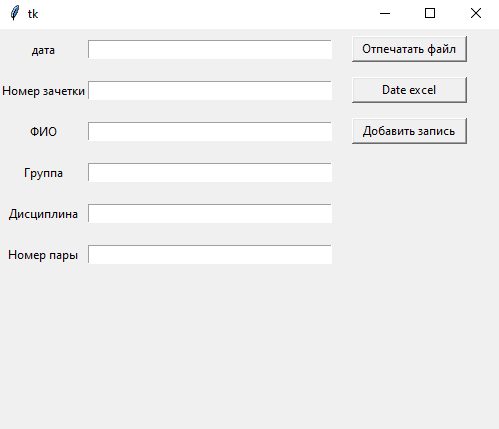 tk
дата
Отпечатать файл
Номер зачетки
Date excel
ФИО
Добавить запись
Группа
Дисциплина
Номер пары